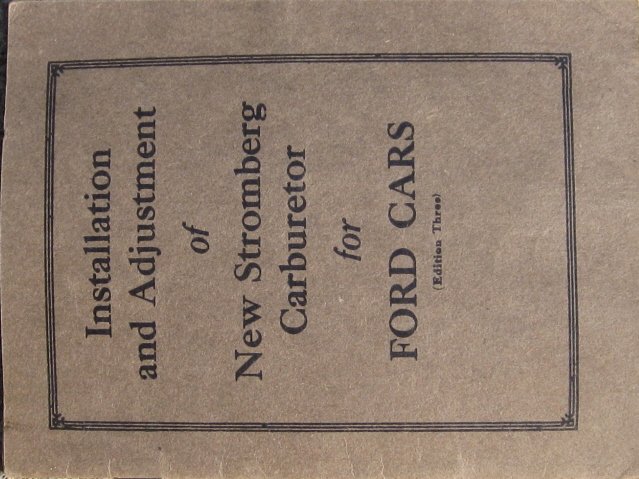 Installation
and Adjustment
of
New Stromberg
Carburetor
for
FORD CARS
(Edition Three)